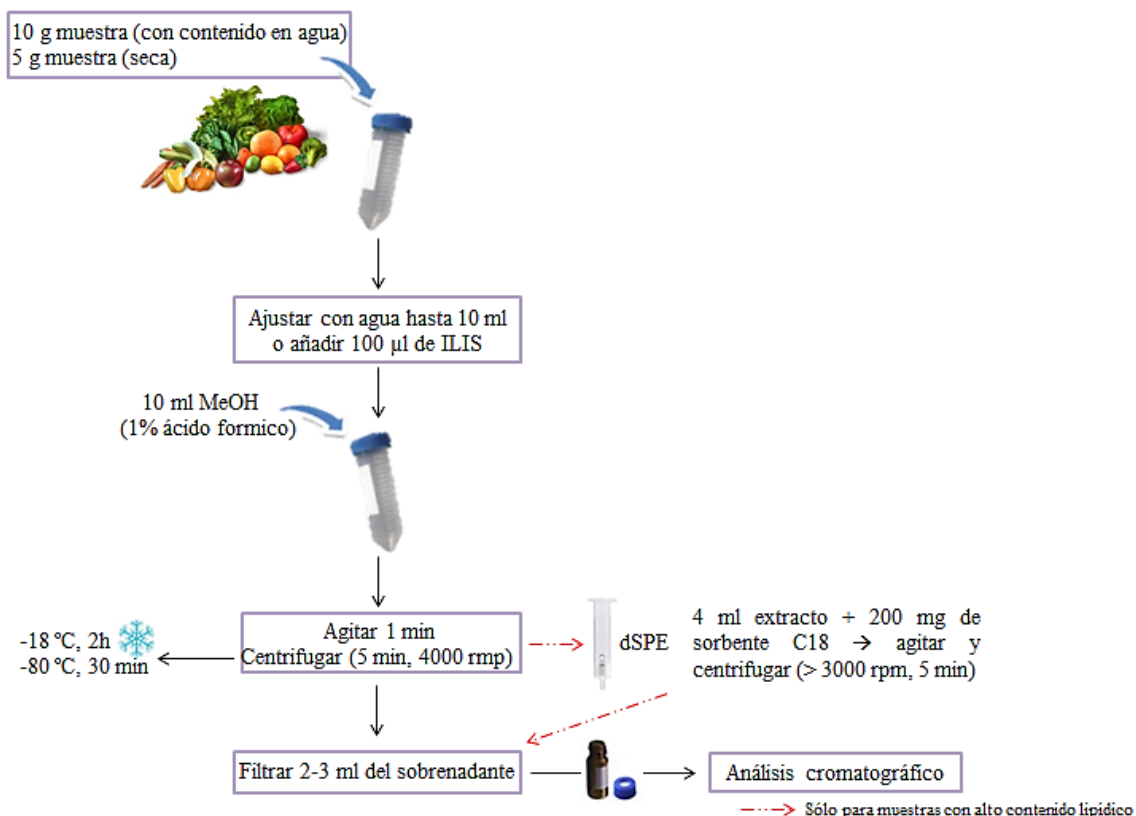 10 g muestra (con contenido en agua)
5 g muestra (seca)
Ajustar con agua hasta 10 ml
o añadir 100 µl de ILIS
10 ml MeOH
(1% ácido formico)
-18 ºC, 2h
-80 ºC, 30 min
Agitar 1 min
Centrifugar (5 min, 4000 rmp)
dSPE
4 ml extracto + 200 mg de
sorbente C18 → agitar y
centrifugar (> 3000 rpm, 5 min)
Filtrar 2-3 ml del sobrenadante
Análisis cromatográfico
Sólo para muestras con alto contenido lipídico